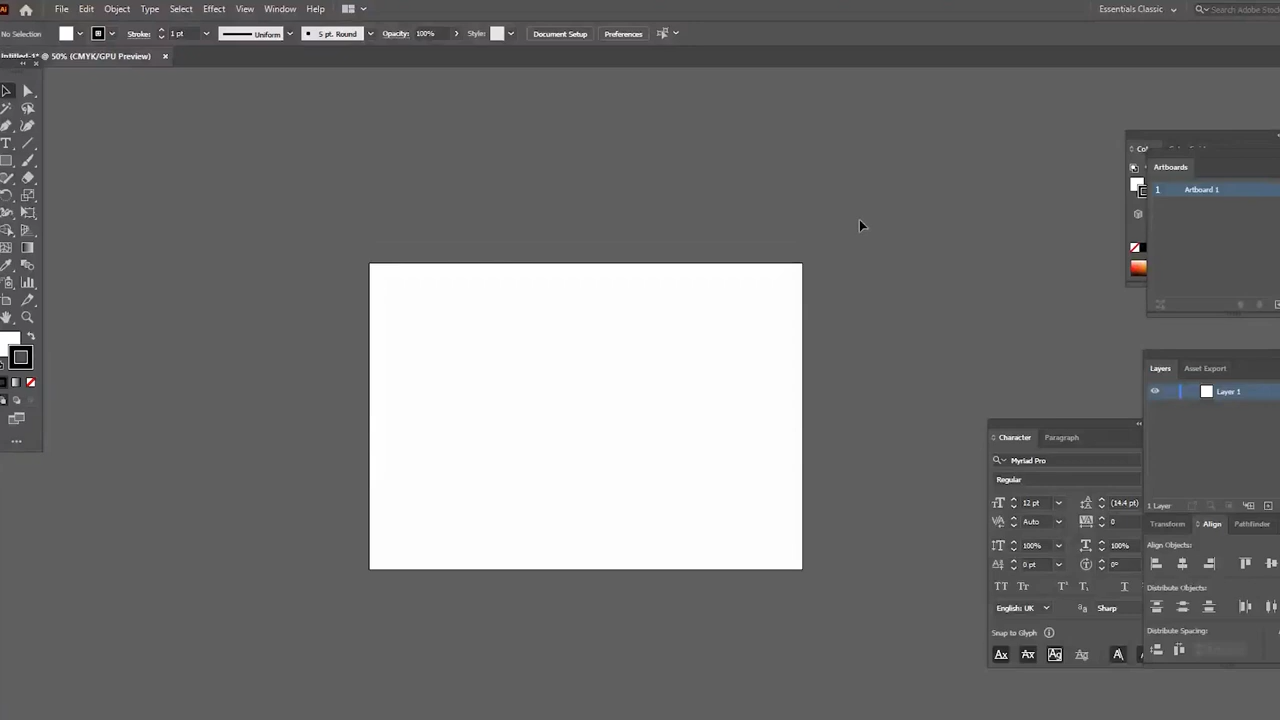 Ai File Edit Object Type Select Effect View Window Help Essentials Classic Search Adobe Stock
No Selection Stroke: 1 pt Uniform 5 pt. Round Opacity: 100% Style: Document Setup Preferences
Untitled-1* @ 50% (CMYK/GPU Preview) ×
Artboards
1 Artboard 1
Layers Asset Export
Layer 1
Character Paragraph
Myriad Pro
Regular
12 pt (14.4 pt)
Auto 0
100% 100%
0 pt 0°
English: UK Sharp
Snap to Glyph
1 Layer
Transform Align Pathfinder
Align Objects:
Distribute Objects:
Distribute Spacing: